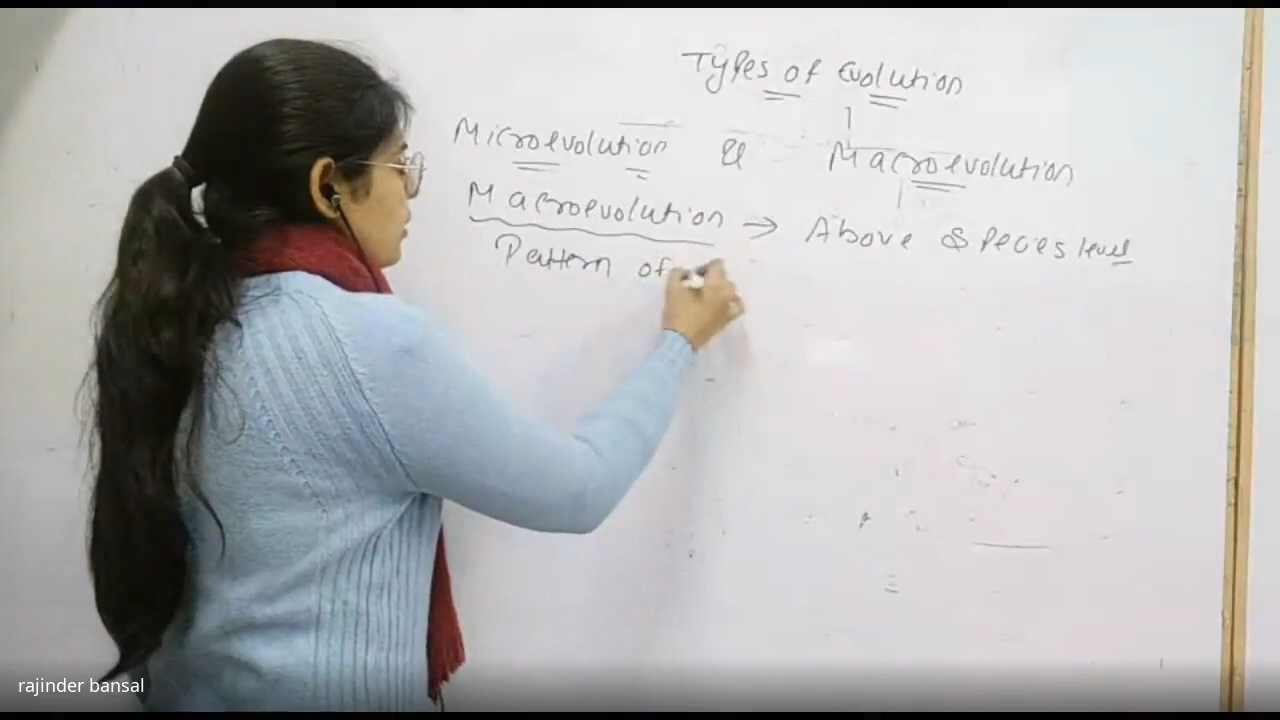 Types of Evolution
Microevolution & Macroevolution
Macroevolution → Above species level
Pattern of
rajinder bansal